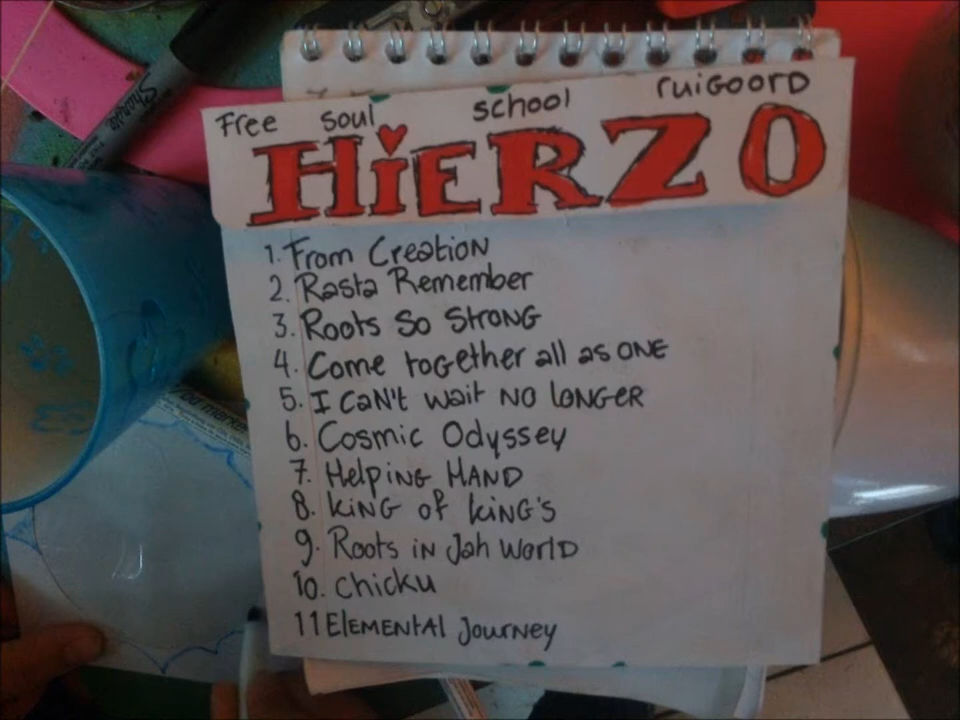 Sharpie
Free soul school ruigoord
HiERZO
1. From Creation
2. Rasta Remember
3. Roots So Strong
4. Come together all as ONE
5. I CaN't wait NO LONGER
6. Cosmic Odyssey
7. Helping HAND
8. KiNG of KiNG's
9. Roots in Jah World
10. Chicku
11 Elemental Journey